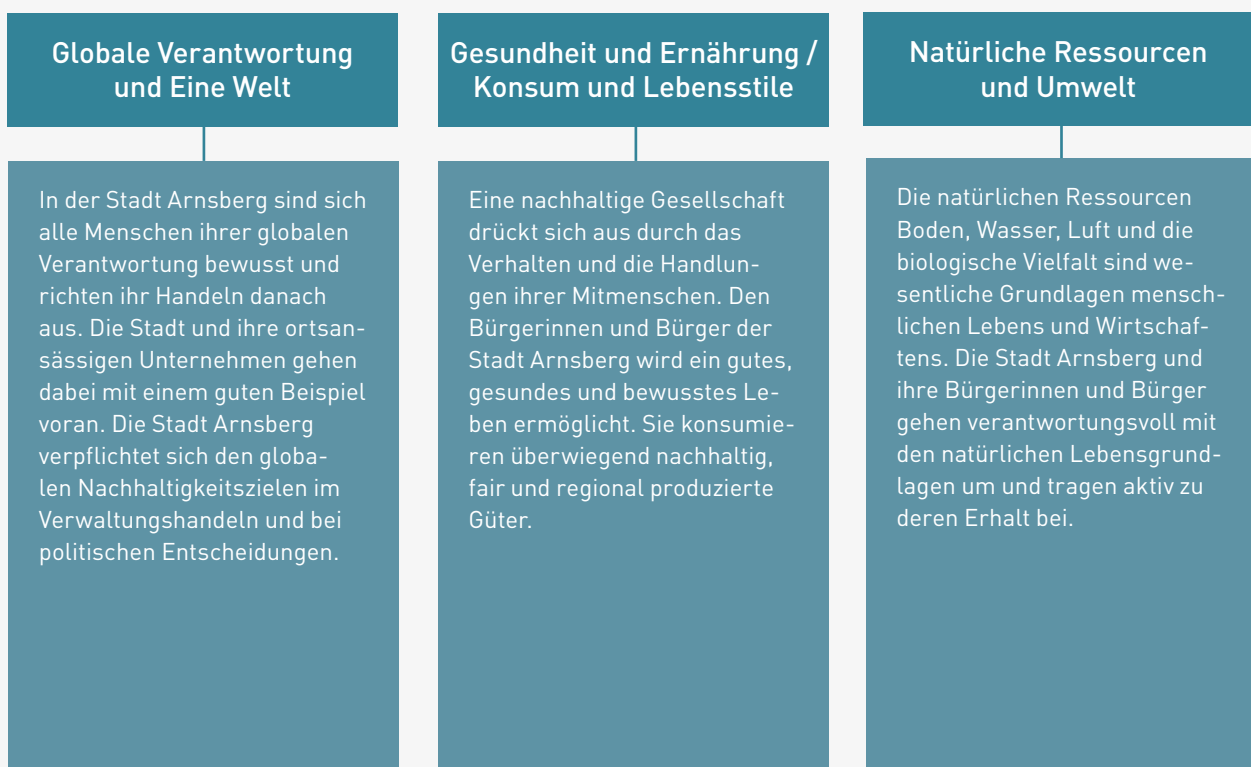 Globale Verantwortung
und Eine Welt
In der Stadt Arnsberg sind sich
alle Menschen ihrer globalen
Verantwortung bewusst und
richten ihr Handeln danach
aus. Die Stadt und ihre ortsan-
sässigen Unternehmen gehen
dabei mit einem guten Beispiel
voran. Die Stadt Arnsberg
verpflichtet sich den globa-
len Nachhaltigkeitszielen im
Verwaltungshandeln und bei
politischen Entscheidungen.
Gesundheit und Ernährung /
Konsum und Lebensstile
Eine nachhaltige Gesellschaft
drückt sich aus durch das
Verhalten und die Handlun-
gen ihrer Mitmenschen. Den
Bürgerinnen und Bürger der
Stadt Arnsberg wird ein gutes,
gesundes und bewusstes Le-
ben ermöglicht. Sie konsumie-
ren überwiegend nachhaltig,
fair und regional produzierte
Güter.
Natürliche Ressourcen
und Umwelt
Die natürlichen Ressourcen
Boden, Wasser, Luft und die
biologische Vielfalt sind we-
sentliche Grundlagen mensch-
lichen Lebens und Wirtschaf-
tens. Die Stadt Arnsberg und
ihre Bürgerinnen und Bürger
gehen verantwortungsvoll mit
den natürlichen Lebensgrund-
lagen um und tragen aktiv zu
deren Erhalt bei.